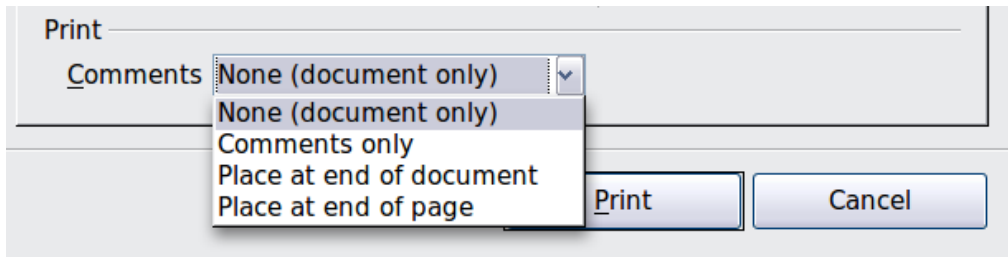 Print
Comments None (document only)
None (document only)
Comments only
Place at end of document
Place at end of page
Print Cancel